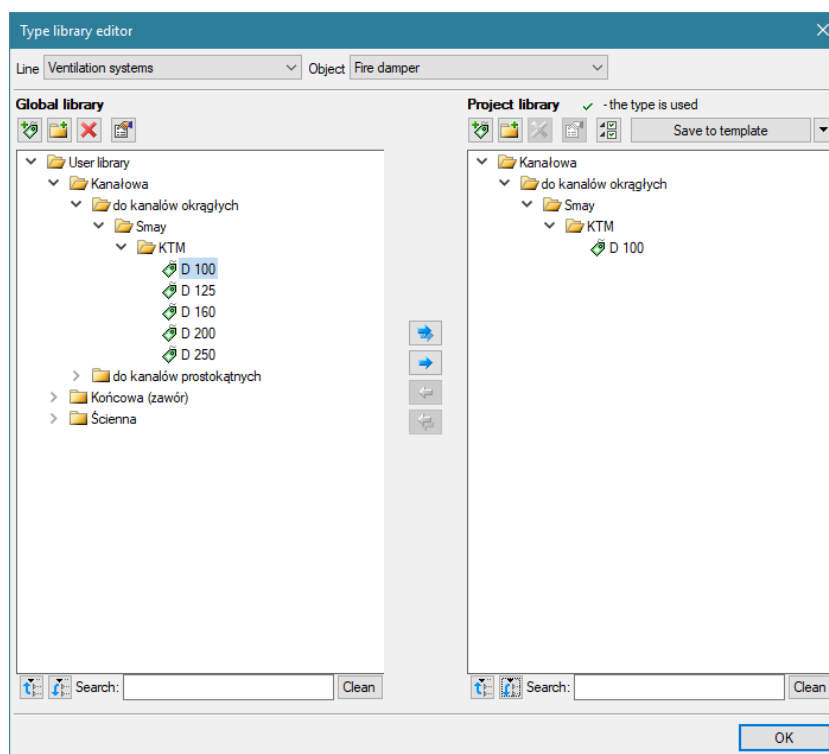 Type library editor
Line Ventilation systems Object Fire damper
Global library
User library
Kanałowa
do kanałów okrągłych
Smay
KTM
D 100
D 125
D 160
D 200
D 250
do kanałów prostokątnych
Końcowa (zawór)
Ścienna
Search: Clean
Project library - the type is used
Save to template
Kanałowa
do kanałów okrągłych
Smay
KTM
D 100
Search: Clean
OK